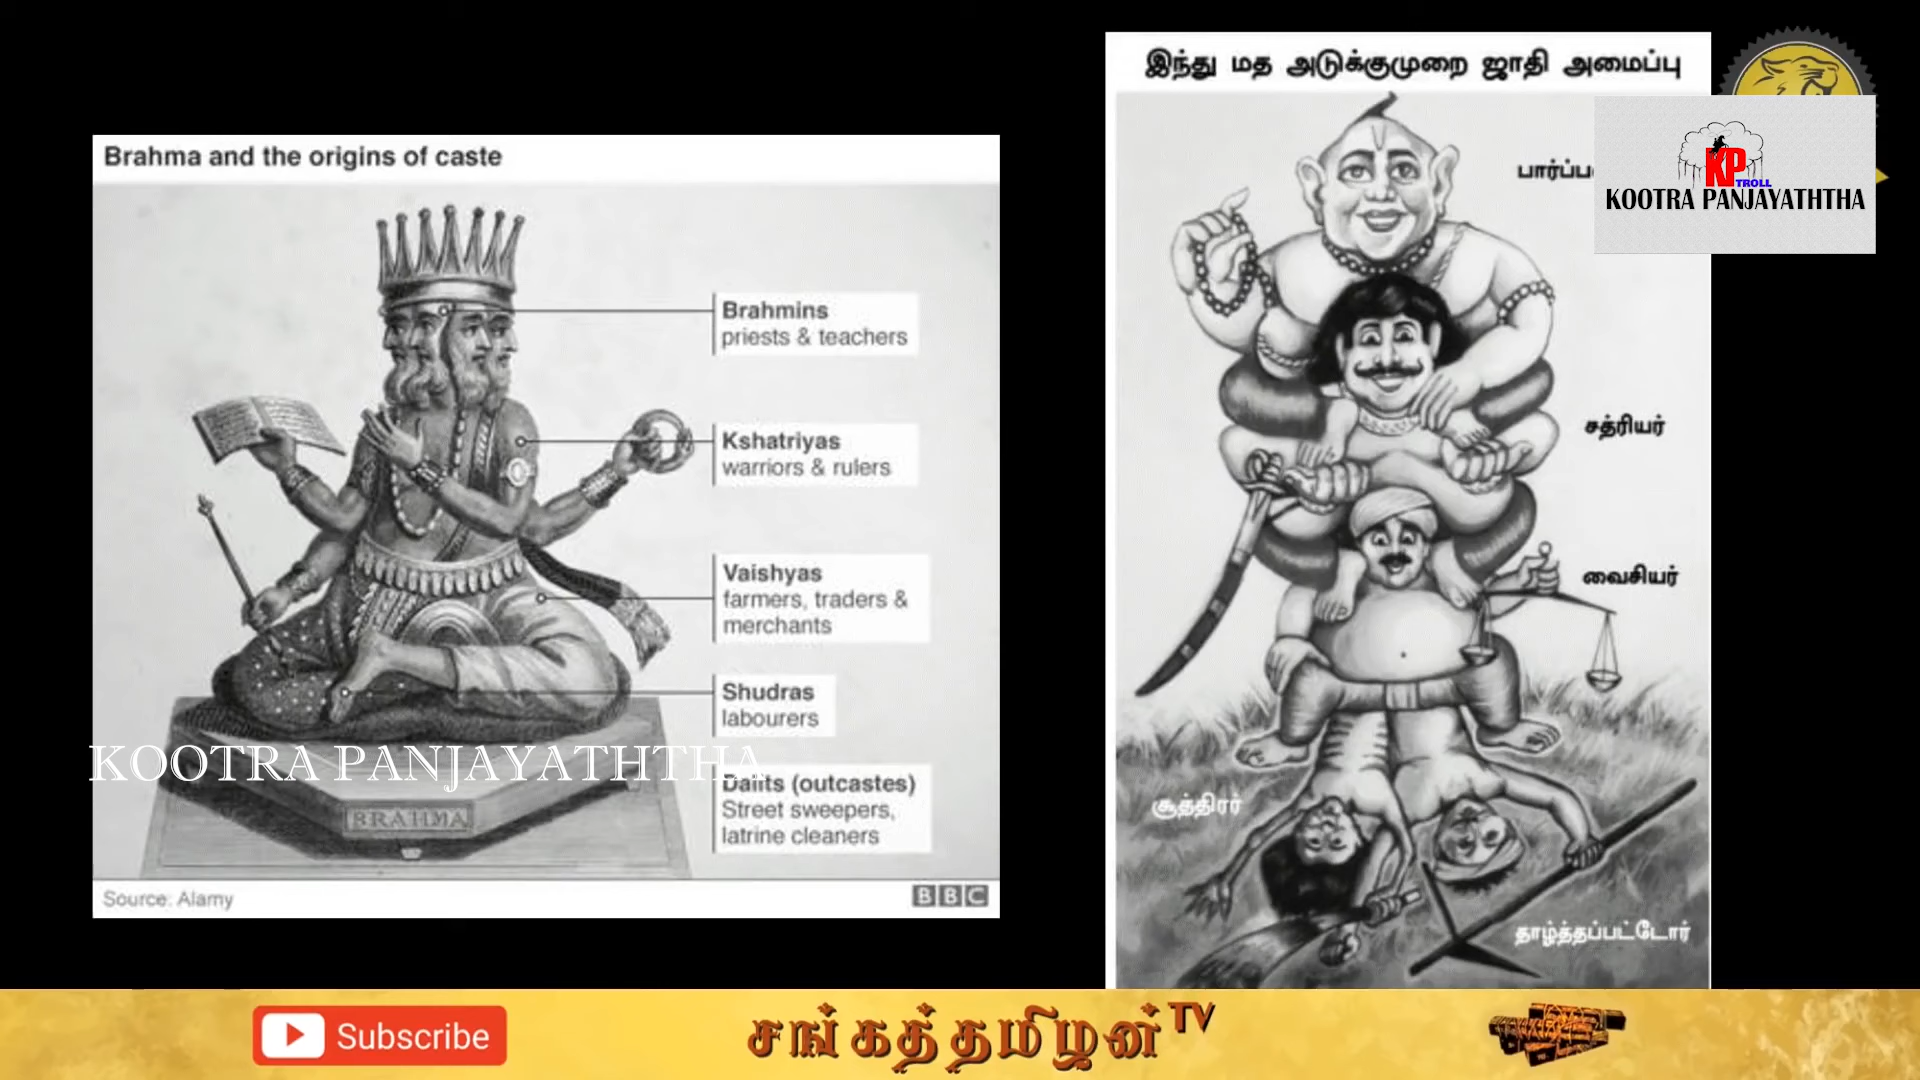 Brahma and the origins of caste
Brahmins
priests & teachers
Kshatriyas
warriors & rulers
Vaishyas
farmers, traders &
merchants
Shudras
labourers
Dalits (outcastes)
Street sweepers,
latrine cleaners
BRAHMA
Source: Alamy
BBC
KOOTRA PANJAYATHTHA
இந்து மத அடுக்குமுறை ஜாதி அமைப்பு
சத்ரியர்
வைசியர்
சூத்திரர்
தாழ்த்தப்பட்டோர்
KP
TROLL
KOOTRA PANJAYATHTHA
Subscribe
சங்கத்தமிழன் TV